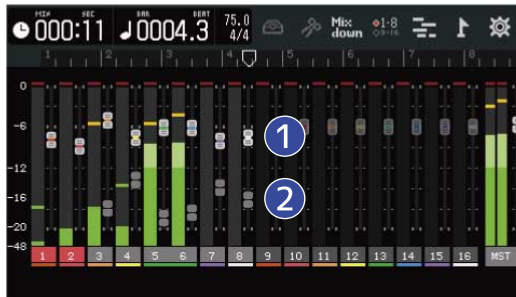 MIN SEC BAR BEAT
000:11 0004.3 75.0 4/4 Mix down 1-8 9-16
1 2 3 4 5 6 7 8
0
-6
1
-12
2
-16
-20
-48
1 2 3 4 5 6 7 8 9 10 11 12 13 14 15 16 MST